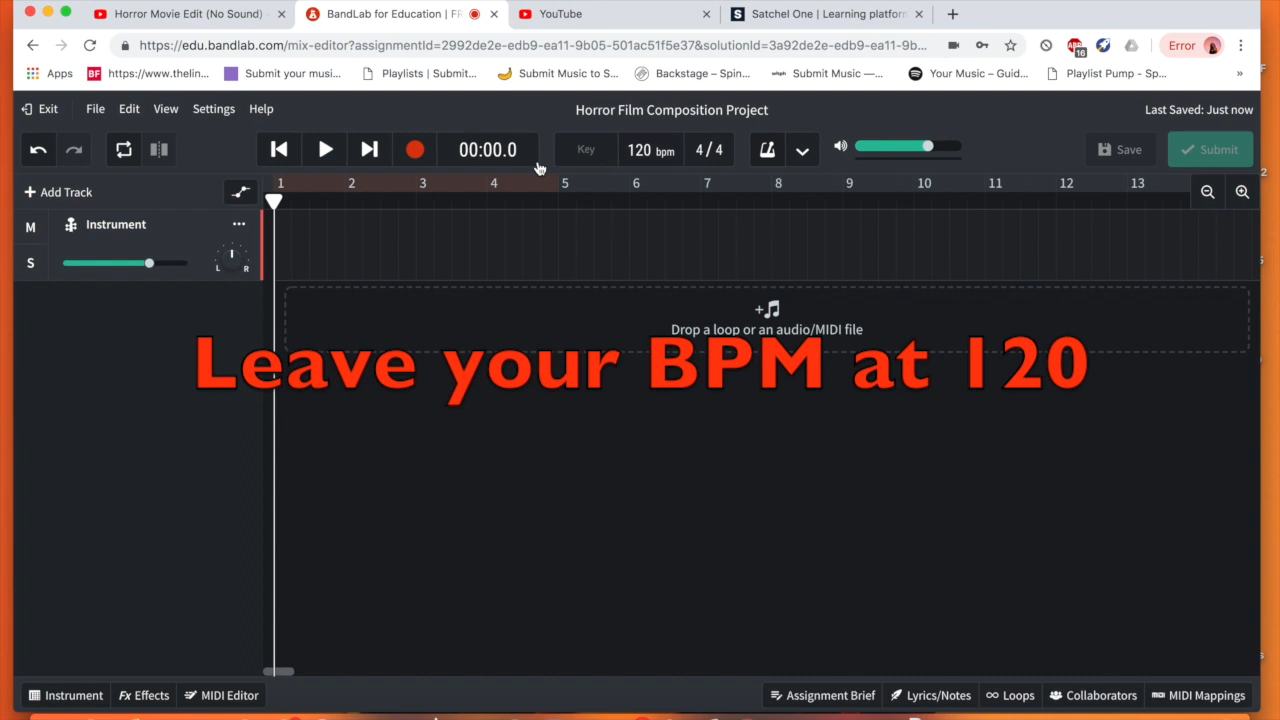 Horror Movie Edit (No Sound)
BandLab for Education | FR
YouTube
Satchel One | Learning platform
https://edu.bandlab.com/mix-editor?assignmentId=2992de2e-edb9-ea11-9b05-501ac51f5e37&solutionId=3a92de2e-edb9-ea11-9b...
16
Error
Apps
BF https://www.thelin...
Submit your musi...
Playlists | Submit...
Submit Music to S...
Backstage – Spin...
Submit Music —...
Your Music – Guid...
Playlist Pump - Sp...
»
Exit File Edit View Settings Help
Horror Film Composition Project
Last Saved: Just now
00:00.0
Key
120 bpm
4 / 4
Save
Submit
+ Add Track
1 2 3 4 5 6 7 8 9 10 11 12 13
M
Instrument
S
L R
Drop a loop or an audio/MIDI file
Leave your BPM at 120
Instrument
Fx Effects
MIDI Editor
Assignment Brief
Lyrics/Notes
Loops
Collaborators
MIDI Mappings